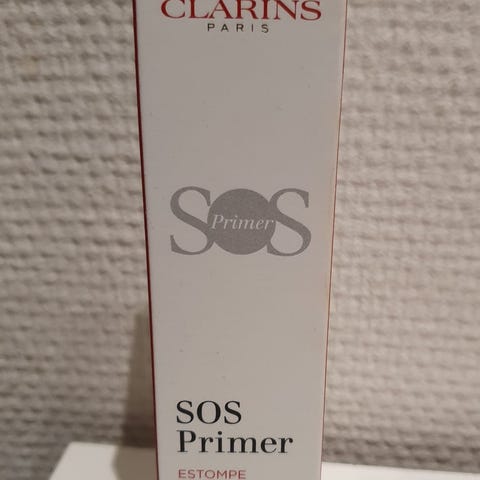 CLARINS
PARIS
SOS
Primer
SOS
Primer
ESTOMPE